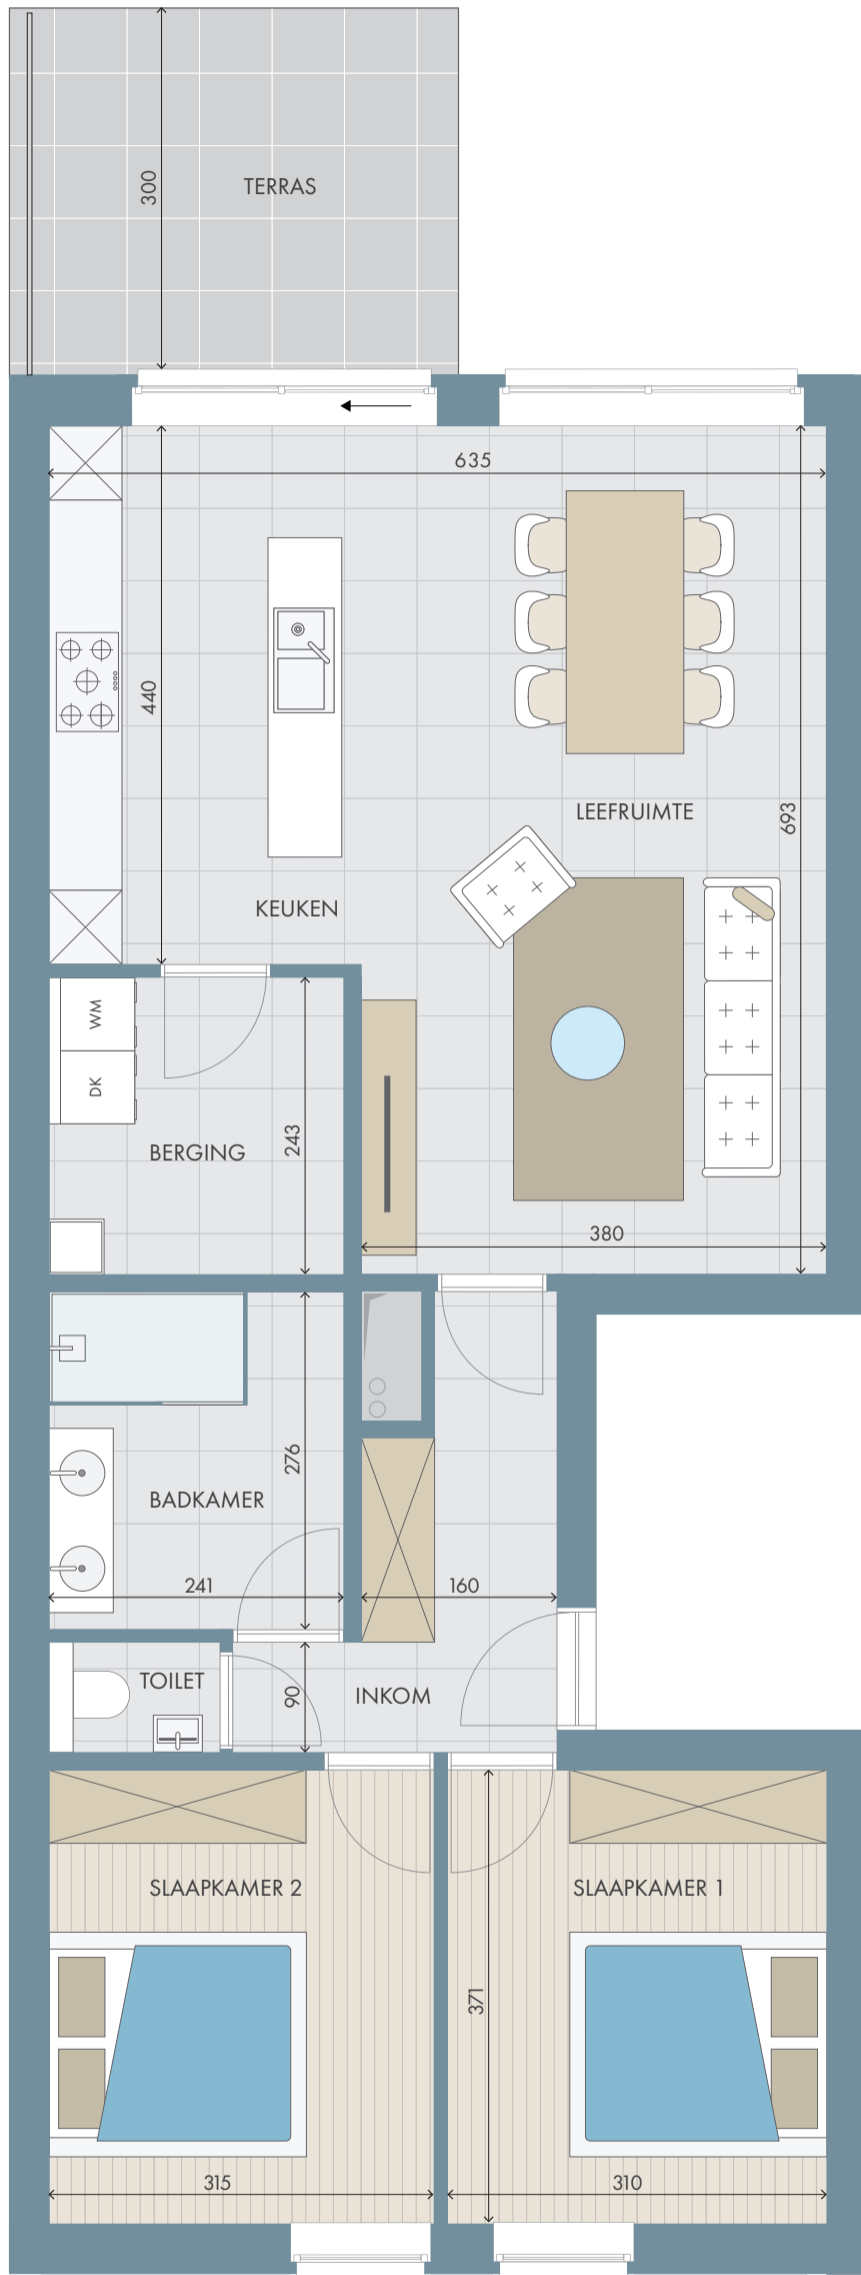 300
TERRAS
635
440
LEEFRUIMTE
693
KEUKEN
WM
DK
BERGING
243
380
276
BADKAMER
241
160
TOILET
90
INKOM
SLAAPKAMER 2
SLAAPKAMER 1
371
315
310